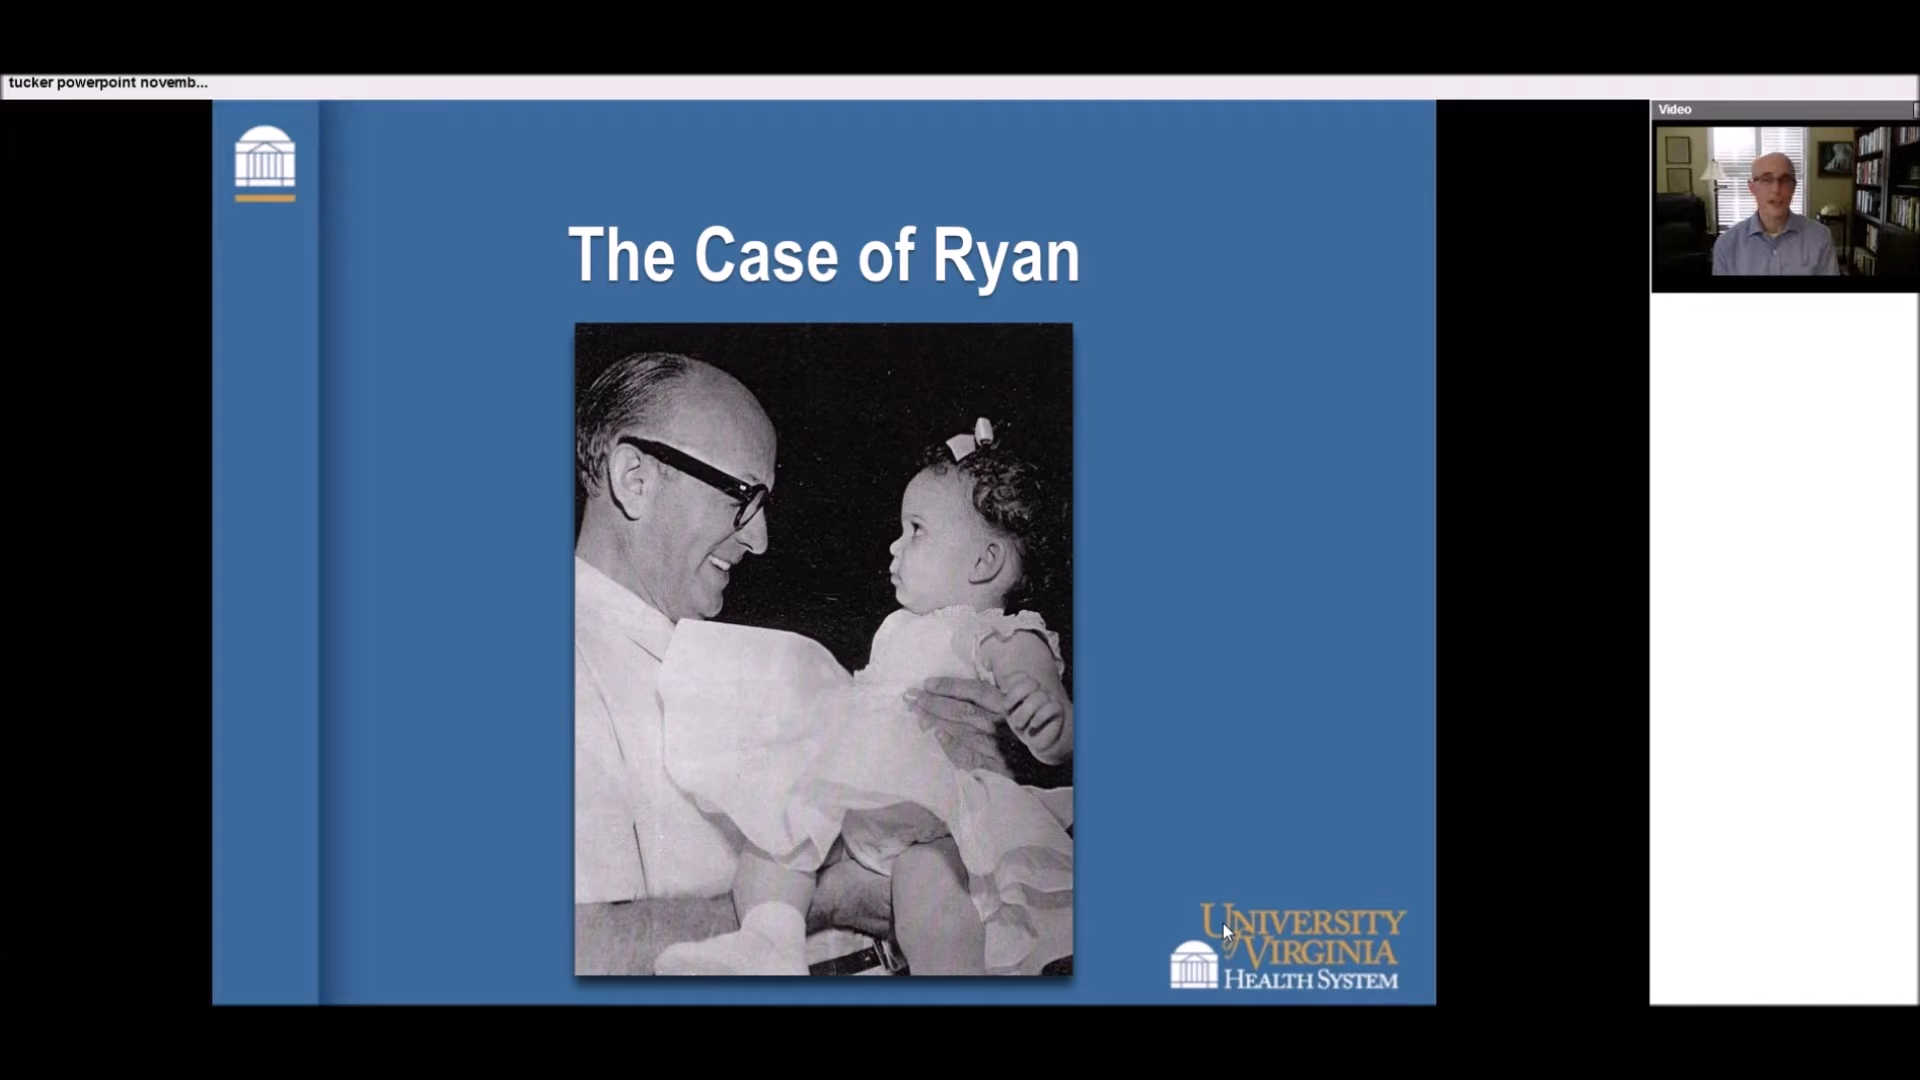 tucker powerpoint novemb...
Video
The Case of Ryan
UNIVERSITY
of VIRGINIA
HEALTH SYSTEM